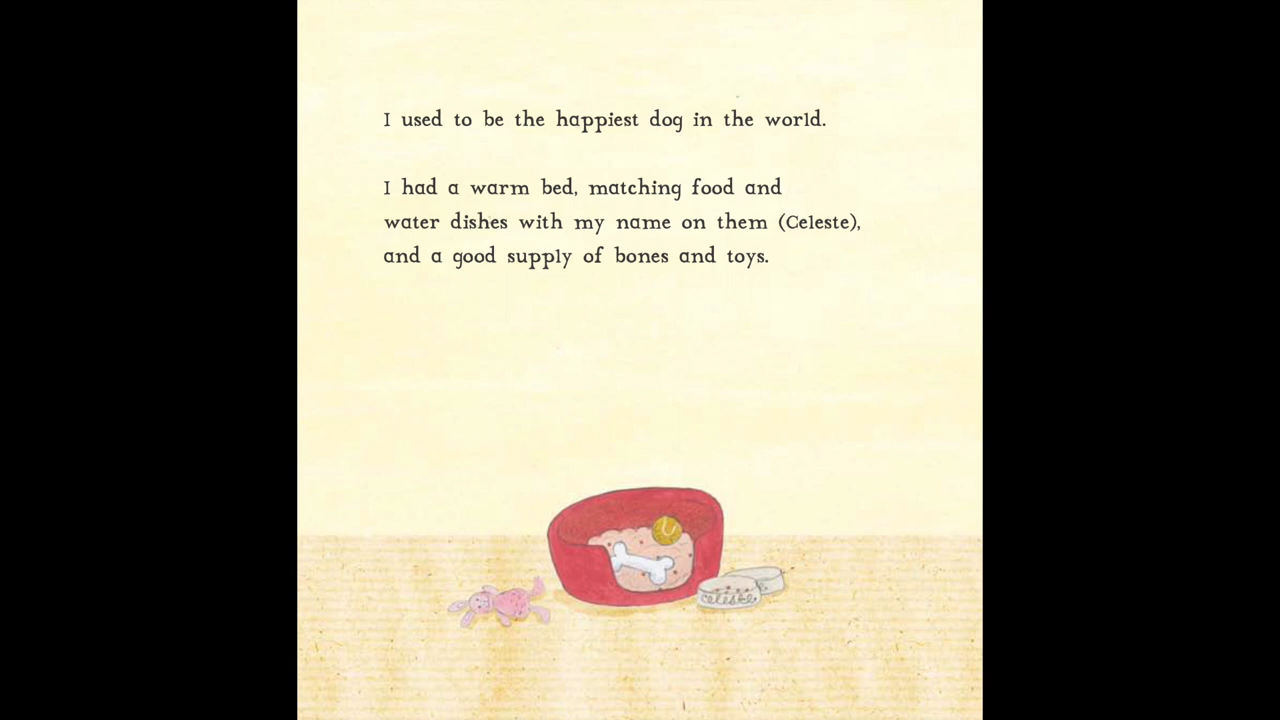 I used to be the happiest dog in the world.
I had a warm bed, matching food and
water dishes with my name on them (Celeste),
and a good supply of bones and toys.
celeste